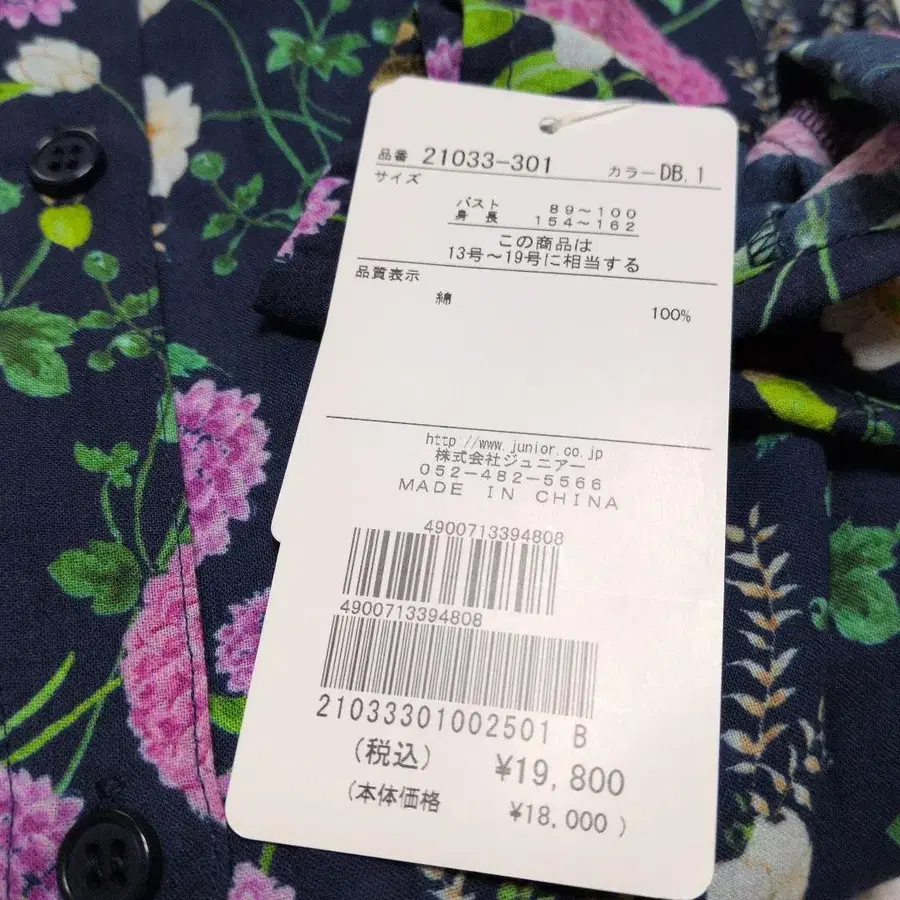 品番 21033-301 カラー DB.1
サイズ
バスト 89~100
身長 154~162
この商品は
13号~19号に相当する
品質表示
綿 100%
http://www.junior.co.jp
株式会社ジュニアー
052-482-5566
MADE IN CHINA
4900713394808
4900713394808
21033301002501 B
(税込) ¥19,800
(本体価格 ¥18,000)